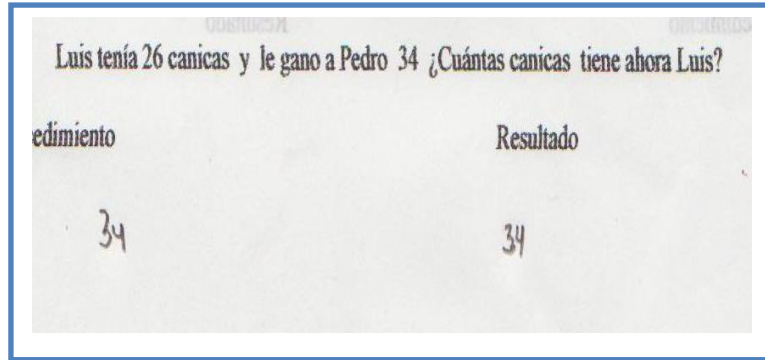 Luis tenía 26 canicas y le gano a Pedro 34 ¿Cuántas canicas tiene ahora Luis?
edimiento Resultado
34 34